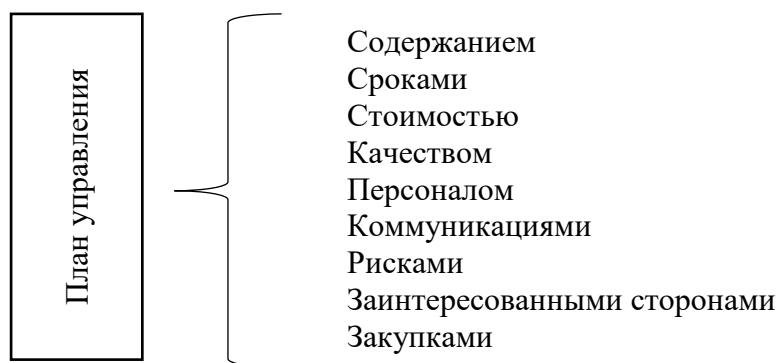 План управления
Содержанием
Сроками
Стоимостью
Качеством
Персоналом
Коммуникациями
Рисками
Заинтересованными сторонами
Закупками